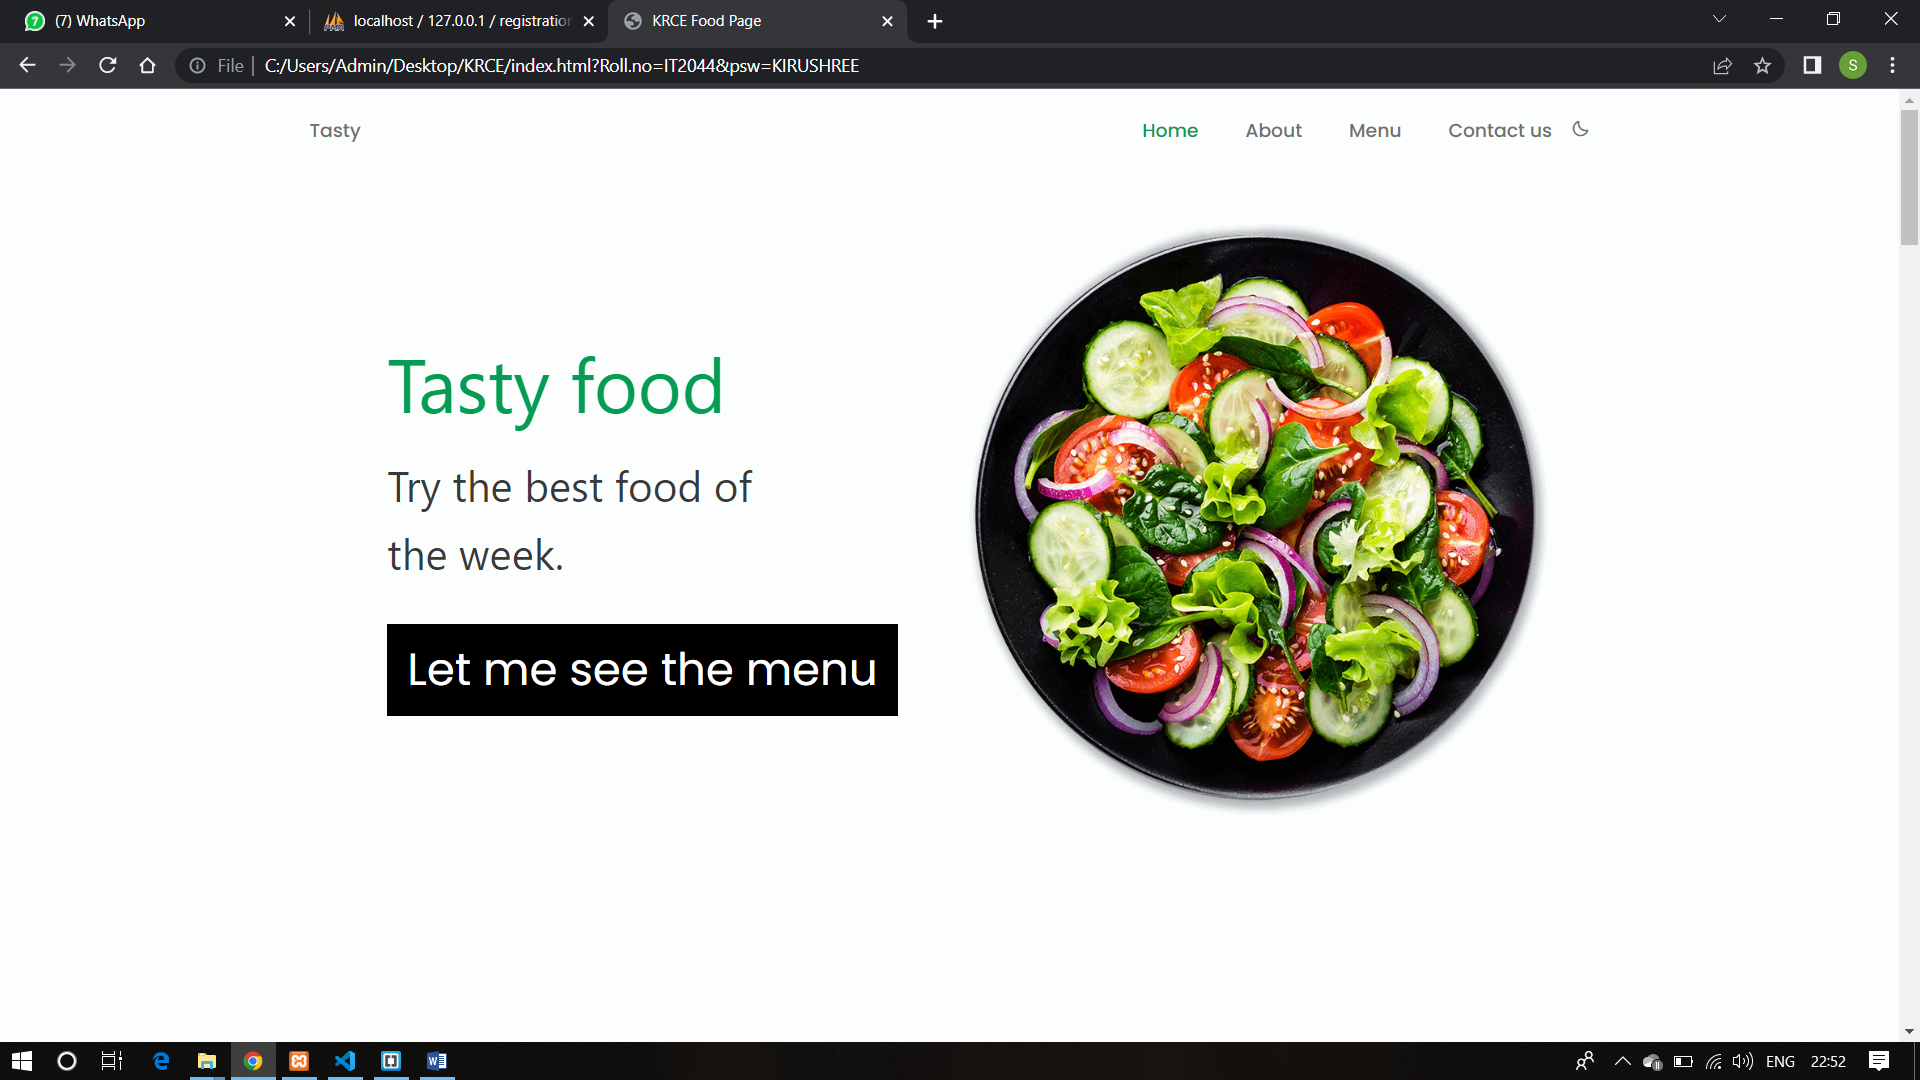 (7) WhatsApp
localhost / 127.0.0.1 / registration
KRCE Food Page
File
C:/Users/Admin/Desktop/KRCE/index.html?Roll.no=IT2044&psw=KIRUSHREE
S
Tasty
Home
About
Menu
Contact us
Tasty food
Try the best food of
the week.
Let me see the menu
ENG
22:52